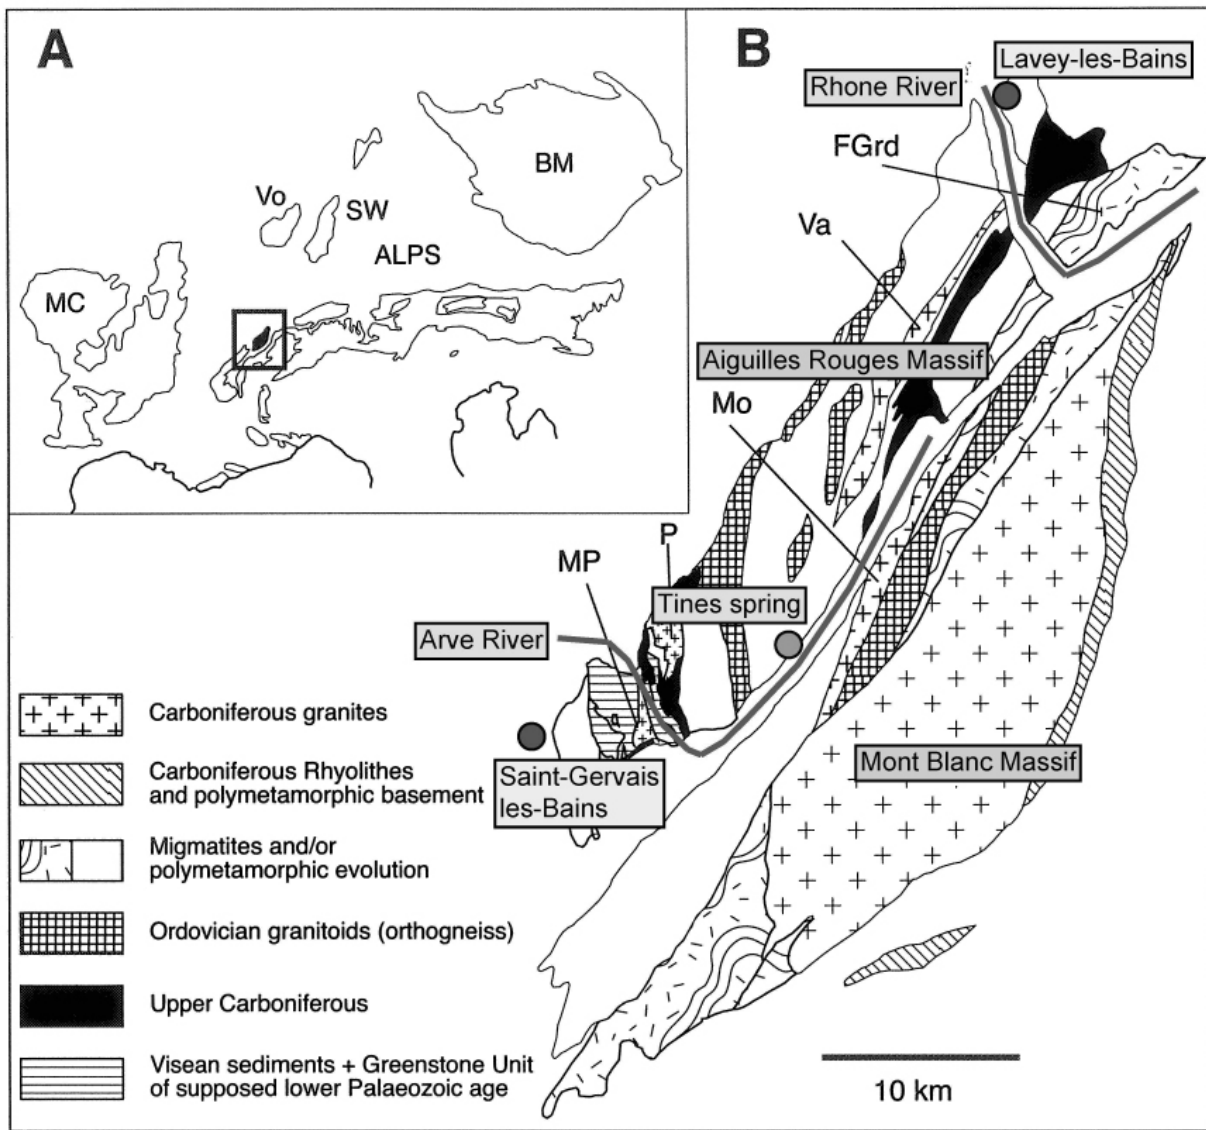 A
BM
Vo
SW
ALPS
MC
B
Lavey-les-Bains
Rhone River
FGrd
Va
Aiguilles Rouges Massif
Mo
P
MP
Tines spring
Arve River
Saint-Gervais
les-Bains
Mont Blanc Massif
Carboniferous granites
Carboniferous Rhyolithes
and polymetamorphic basement
Migmatites and/or
polymetamorphic evolution
Ordovician granitoids (orthogneiss)
Upper Carboniferous
Visean sediments + Greenstone Unit
of supposed lower Palaeozoic age
10 km